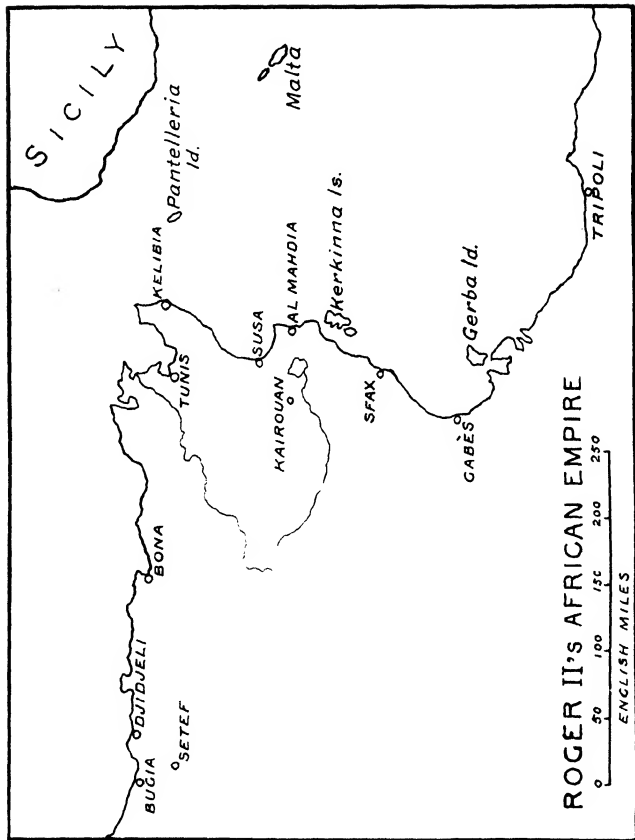 SICILY
Pantelleria
Id.
Malta
KELIBIA
TUNIS
SUSA
AL MAHDIA
Kerkinna Is.
KAIROUAN
SFAX
GABÈS
Gerba Id.
TRIPOLI
BONA
DJIDJELI
BUGIA
SETEF
ROGER II's AFRICAN EMPIRE
0 50 100 150 200 250
ENGLISH MILES